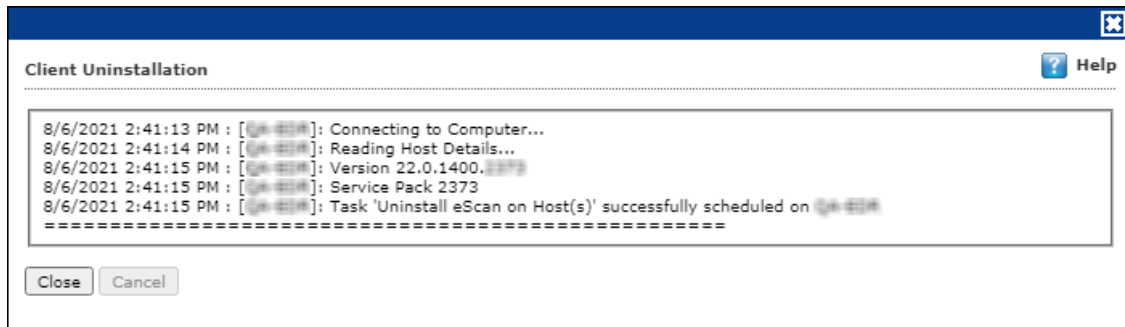 Client Uninstallation
Help
8/6/2021 2:41:13 PM : []: Connecting to Computer...
8/6/2021 2:41:14 PM : []: Reading Host Details...
8/6/2021 2:41:15 PM : []: Version 22.0.1400.
8/6/2021 2:41:15 PM : []: Service Pack 2373
8/6/2021 2:41:15 PM : []: Task 'Uninstall eScan on Host(s)' successfully scheduled on
====================================================
Close Cancel